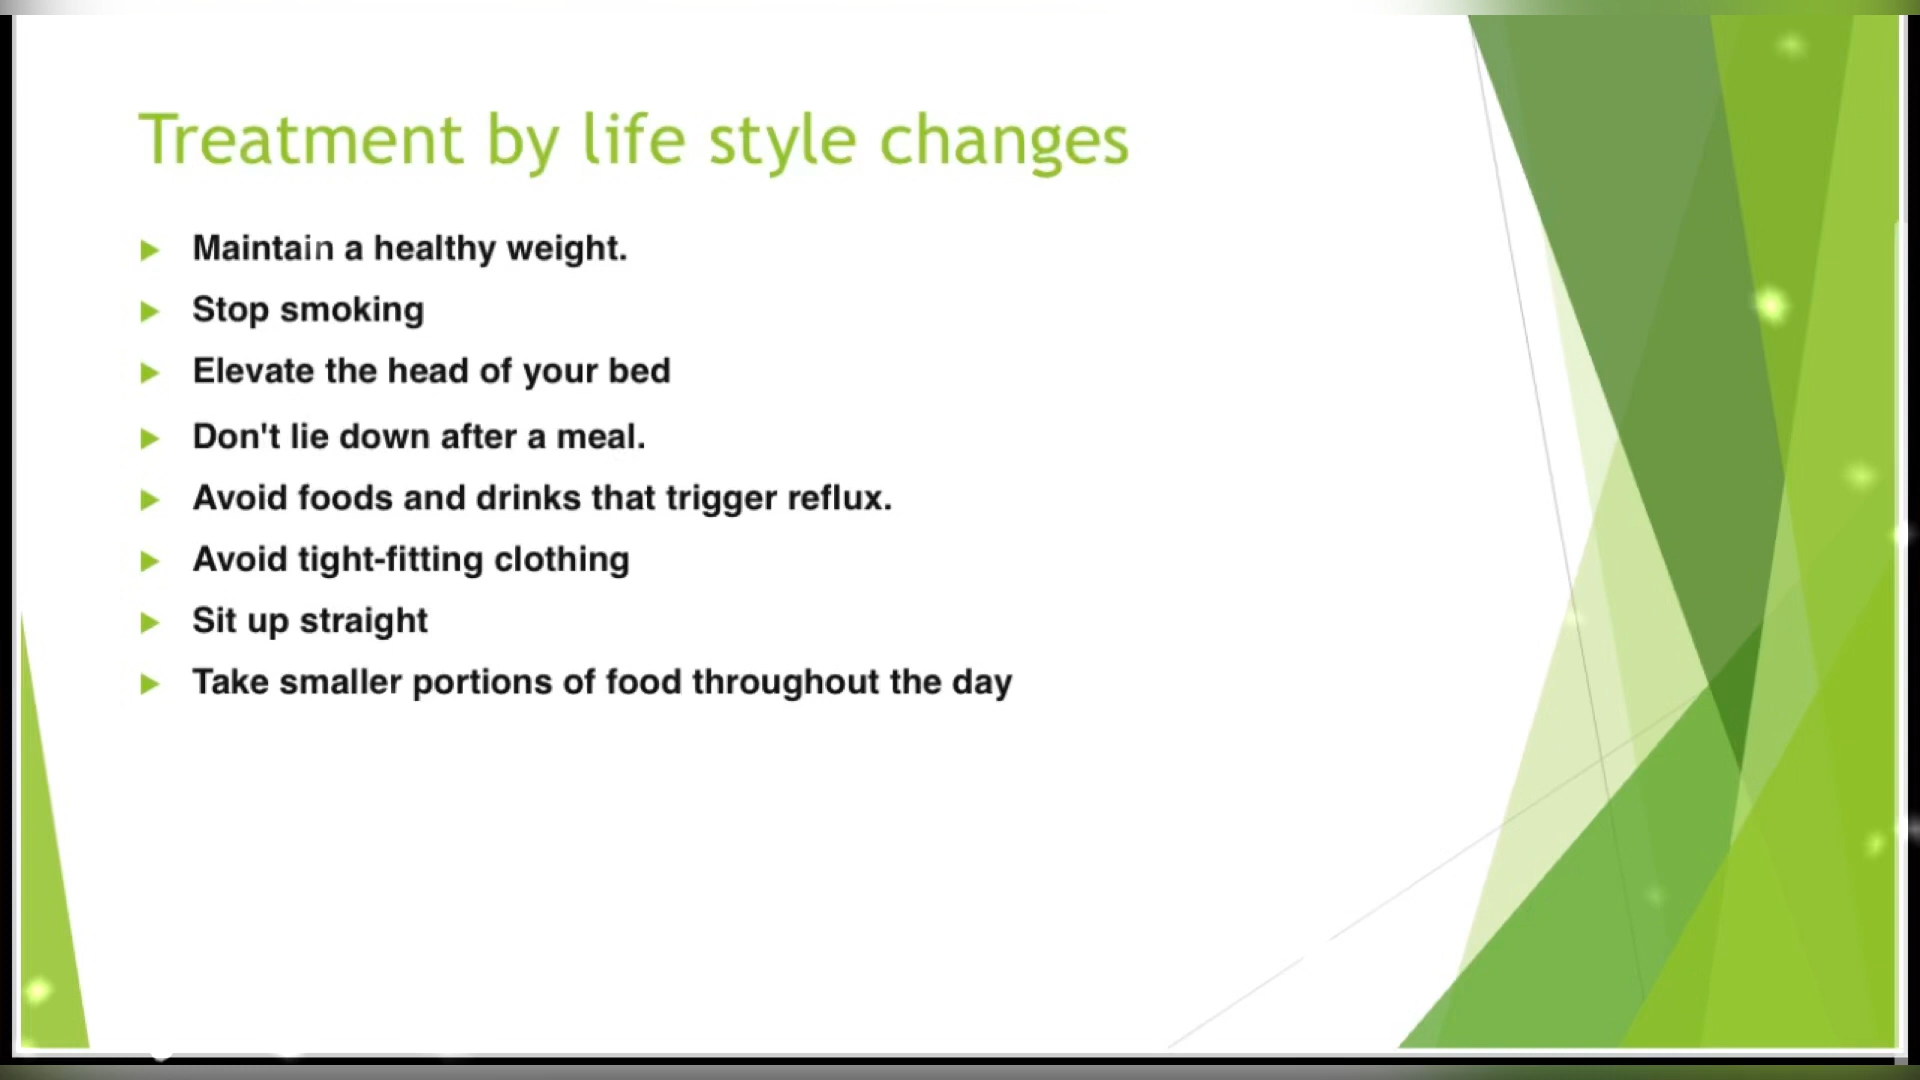 Treatment by life style changes
Maintain a healthy weight.
Stop smoking
Elevate the head of your bed
Don't lie down after a meal.
Avoid foods and drinks that trigger reflux.
Avoid tight-fitting clothing
Sit up straight
Take smaller portions of food throughout the day